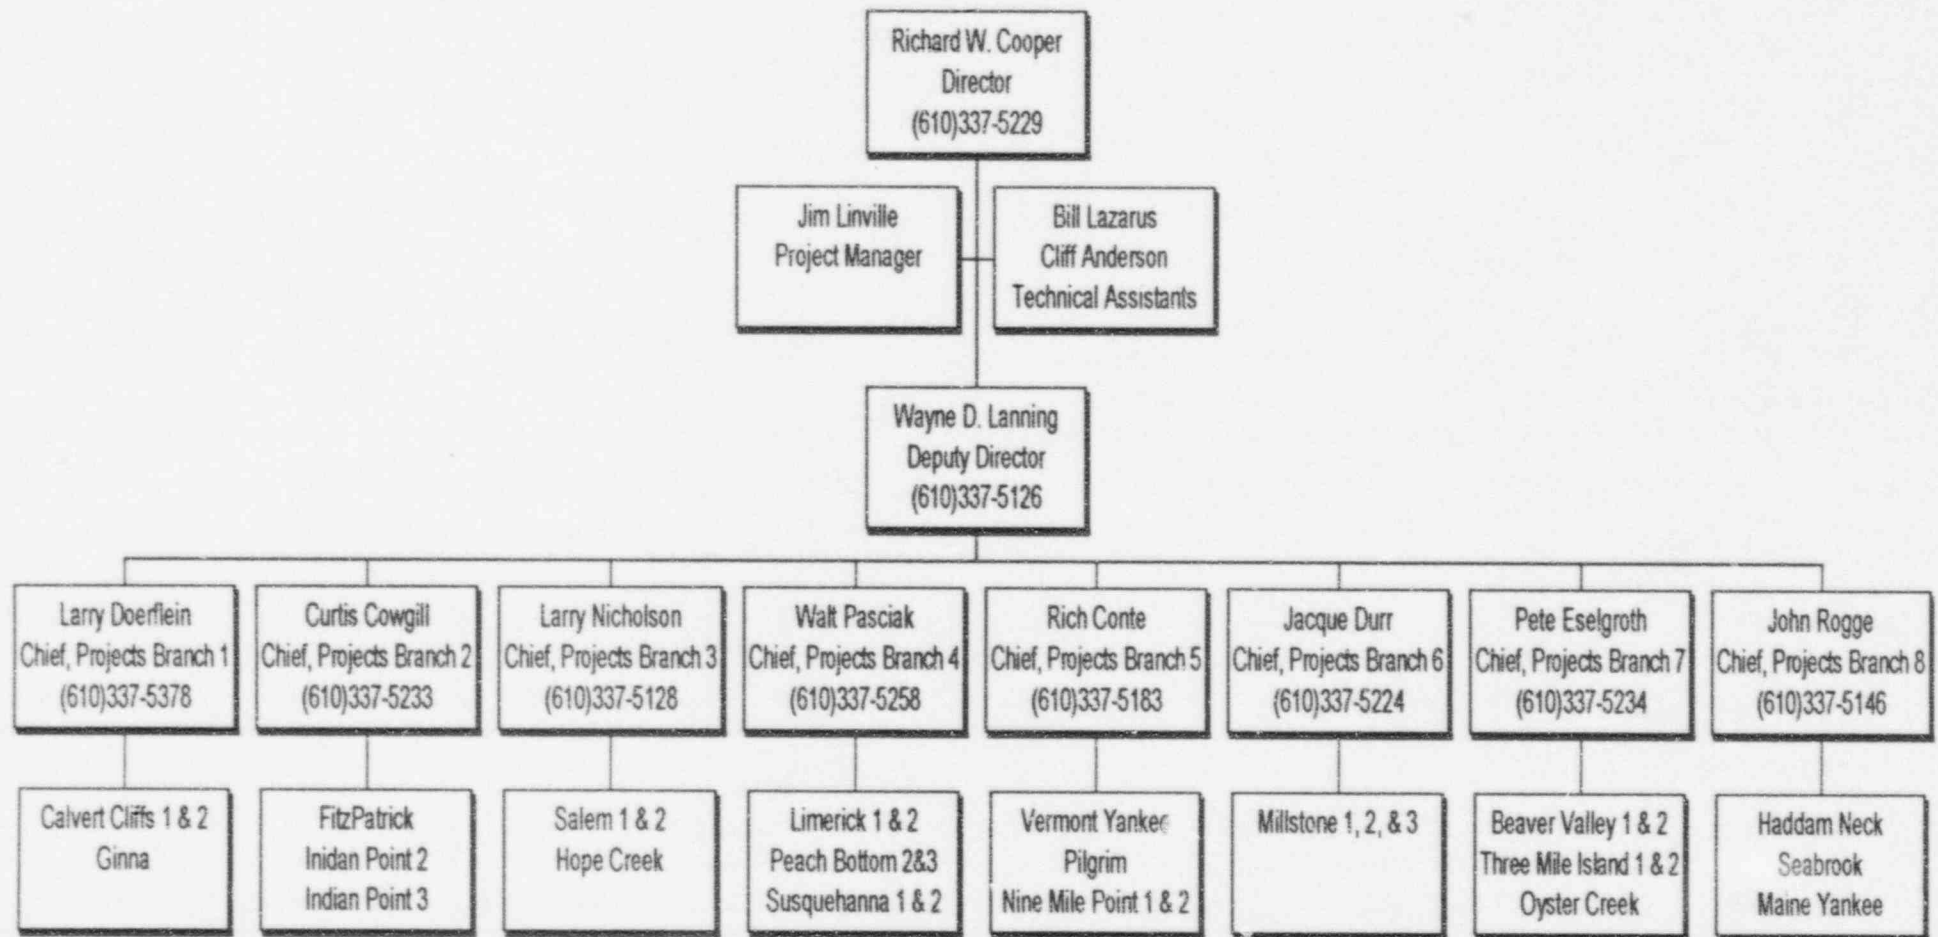 Richard W. Cooper
Director
(610)337-5229
Jim Linville
Project Manager
Bill Lazarus
Cliff Anderson
Technical Assistants
Wayne D. Lanning
Deputy Director
(610)337-5126
Larry Doerflein
Chief, Projects Branch 1
(610)337-5378
Curtis Cowgill
Chief, Projects Branch 2
(610)337-5233
Larry Nicholson
Chief, Projects Branch 3
(610)337-5128
Walt Pasciak
Chief, Projects Branch 4
(610)337-5258
Rich Conte
Chief, Projects Branch 5
(610)337-5183
Jacque Durr
Chief, Projects Branch 6
(610)337-5224
Pete Eselgroth
Chief, Projects Branch 7
(610)337-5234
John Rogge
Chief, Projects Branch 8
(610)337-5146
Calvert Cliffs 1 & 2
Ginna
FitzPatrick
Inidan Point 2
Indian Point 3
Salem 1 & 2
Hope Creek
Limerick 1 & 2
Peach Bottom 2&3
Susquehanna 1 & 2
Vermont Yankee
Pilgrim
Nine Mile Point 1 & 2
Millstone 1, 2, & 3
Beaver Valley 1 & 2
Three Mile Island 1 & 2
Oyster Creek
Haddam Neck
Seabrook
Maine Yankee